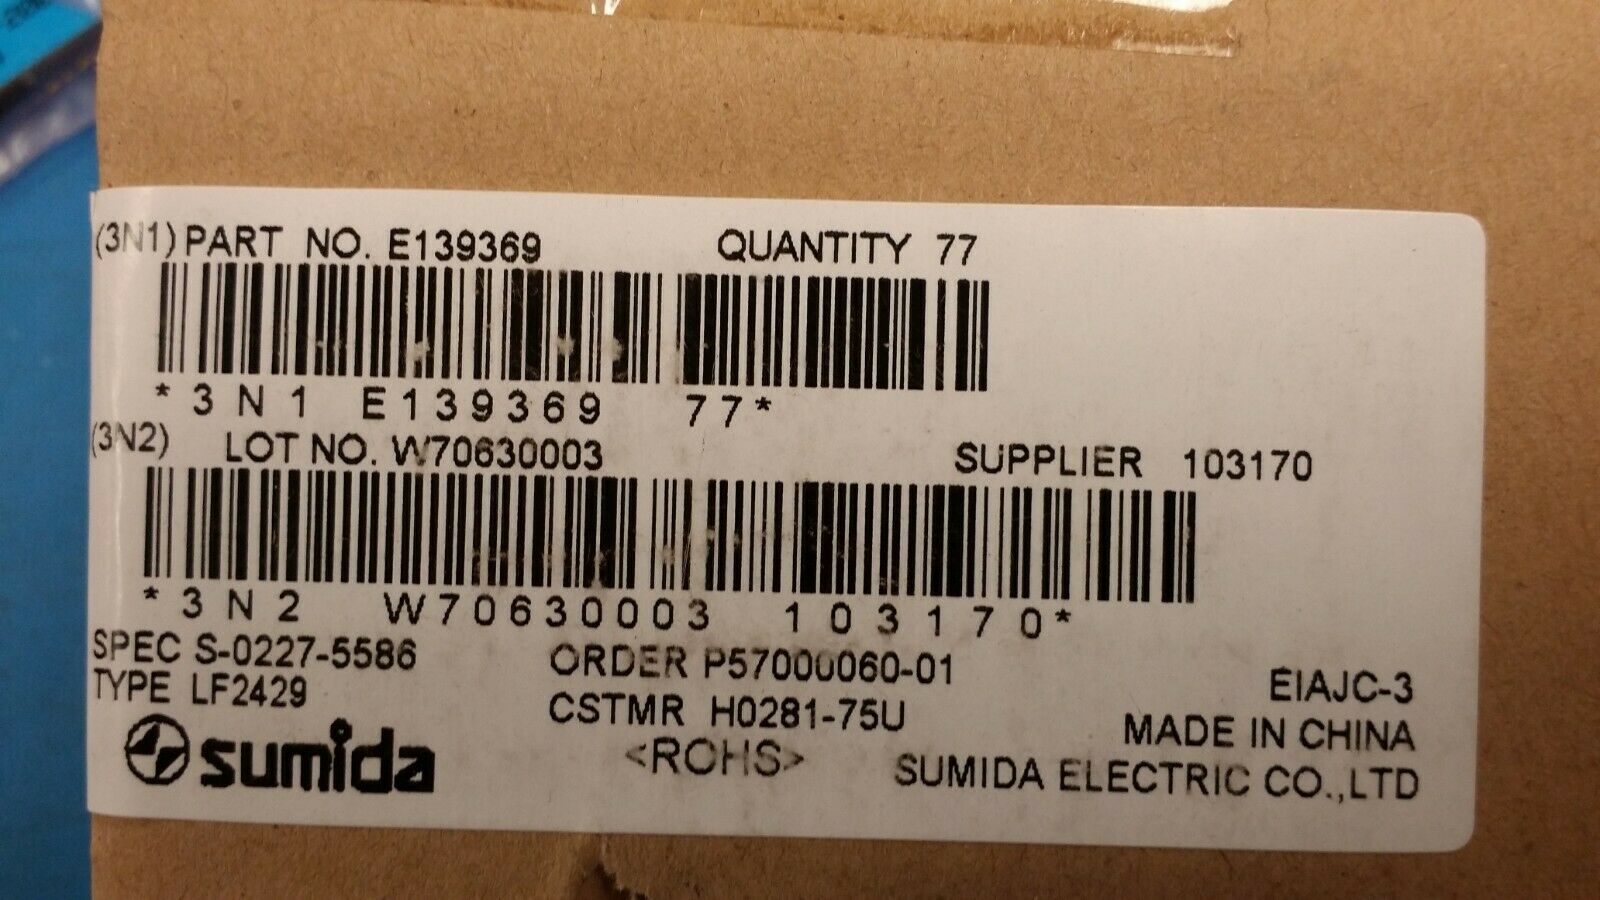 (3N1) PART NO. E139369 QUANTITY 77
*3N1 E139369 77*
(3N2) LOT NO. W70630003 SUPPLIER 103170
*3N2 W70630003 103170*
SPEC S-0227-5586 ORDER P57000060-01 EIAJC-3
TYPE LF2429 CSTMR H0281-75U MADE IN CHINA
sumida <ROHS> SUMIDA ELECTRIC CO.,LTD